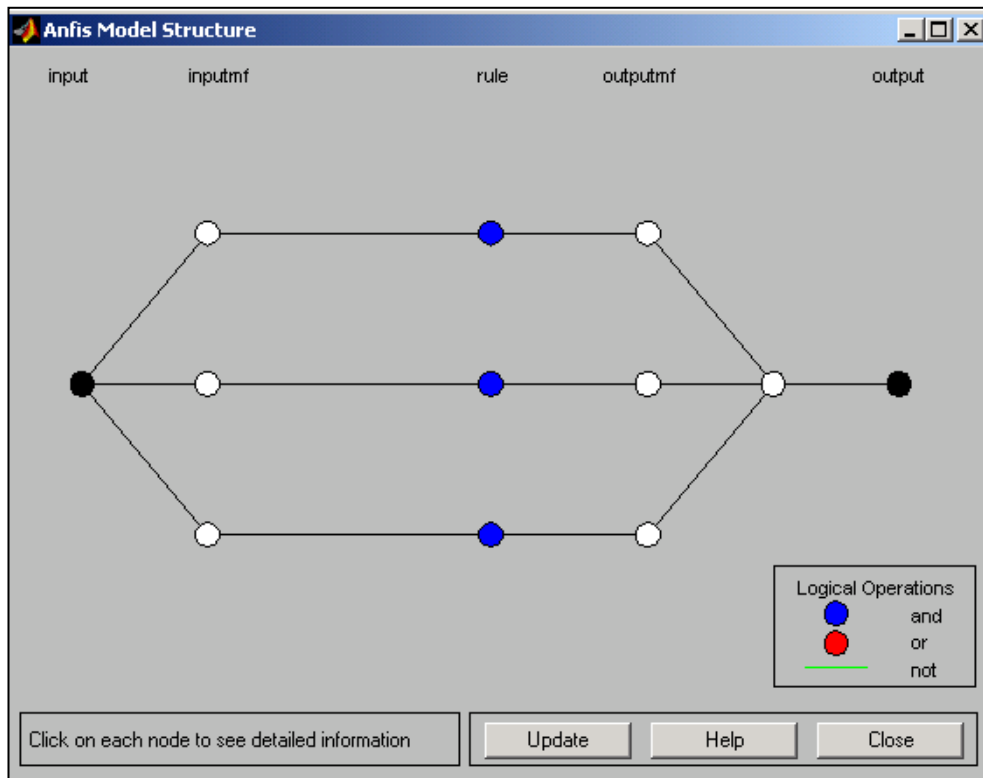 Anfis Model Structure
input inputmf rule outputmf output
Logical Operations
and
or
not
Click on each node to see detailed information
Update Help Close